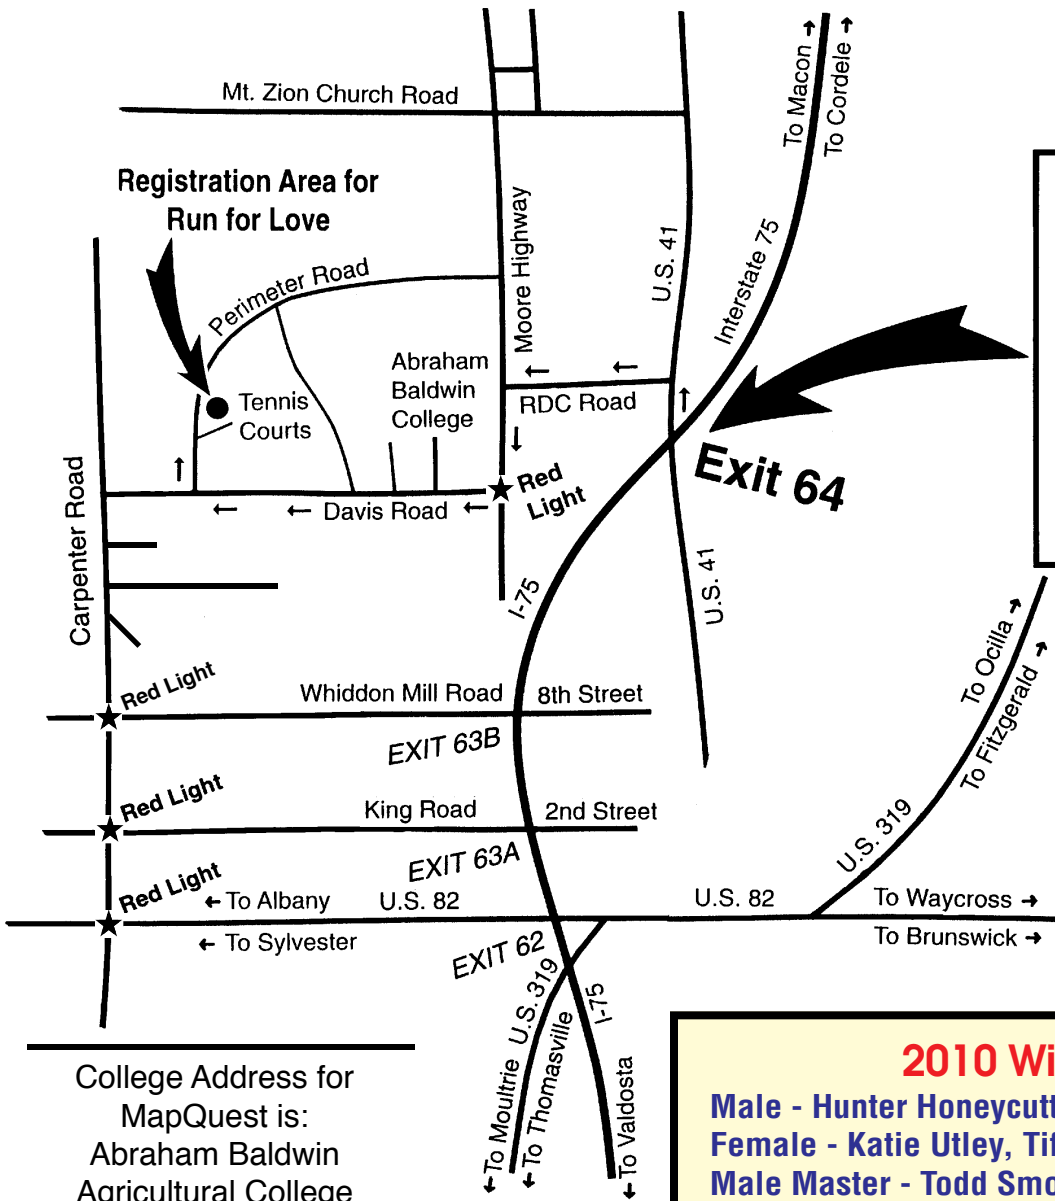 Mt. Zion Church Road
To Macon →
To Cordele →
Registration Area for
Run for Love
Moore Highway
U.S. 41
Interstate 75
Perimeter Road
Abraham
Baldwin
College
← ←
RDC Road
↑
Tennis
Courts
↓
Exit 64
Red
Light
↑
← ← Davis Road ←
Carpenter Road
I-75
U.S. 41
To Ocilla →
To Fitzgerald →
Red Light
Whiddon Mill Road
8th Street
EXIT 63B
Red Light
King Road
2nd Street
U.S. 319
EXIT 63A
Red Light
← To Albany
U.S. 82
U.S. 82
To Waycross →
← To Sylvester
To Brunswick →
EXIT 62
U.S. 319
I-75
← To Moultrie
← To Thomasville
← To Valdosta
College Address for
MapQuest is:
Abraham Baldwin
Agricultural College
2010 Wi
Male - Hunter Honeycutt
Female - Katie Utley, Tif
Male Master - Todd Smo